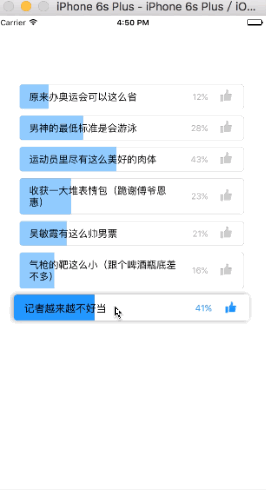 iPhone 6s Plus - iPhone 6s Plus / iO...
Carrier 4:50 PM
原来办奥运会可以这么省 12%
男神的最低标准是会游泳 28%
运动员里尽有这么美好的肉体 43%
收获一大堆表情包（跪谢傅爷恩
惠） 23%
吴敏霞有这么帅男票 21%
气枪的靶这么小（跟个啤酒瓶底差
不多） 16%
记者越来越不好当 41%